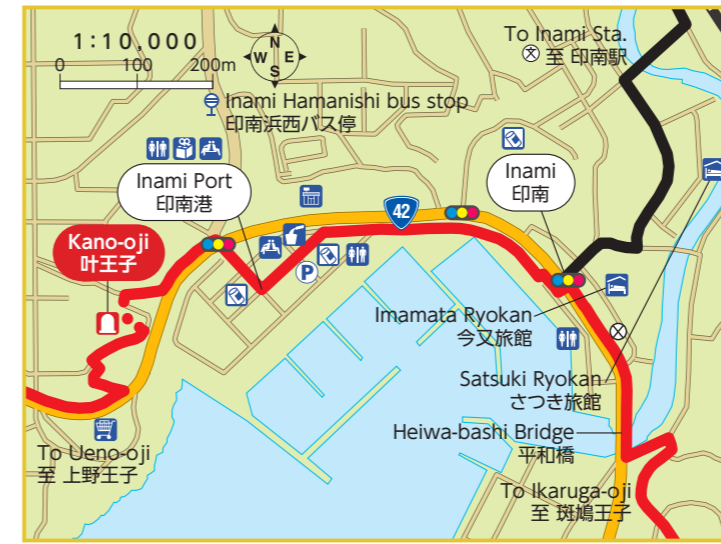 1:10,000
0 100 200m
N
W E
S
To Inami Sta.
文 至 印南駅
Inami Hamanishi bus stop
印南浜西バス停
Inami Port
印南港
Inami
印南
42
Kano-oji
叶王子
P
Imamata Ryokan
今又旅館
Satsuki Ryokan
さつき旅館
Heiwa-bashi Bridge
平和橋
To Ueno-oji
至 上野王子
To Ikaruga-oji
至 斑鳩王子